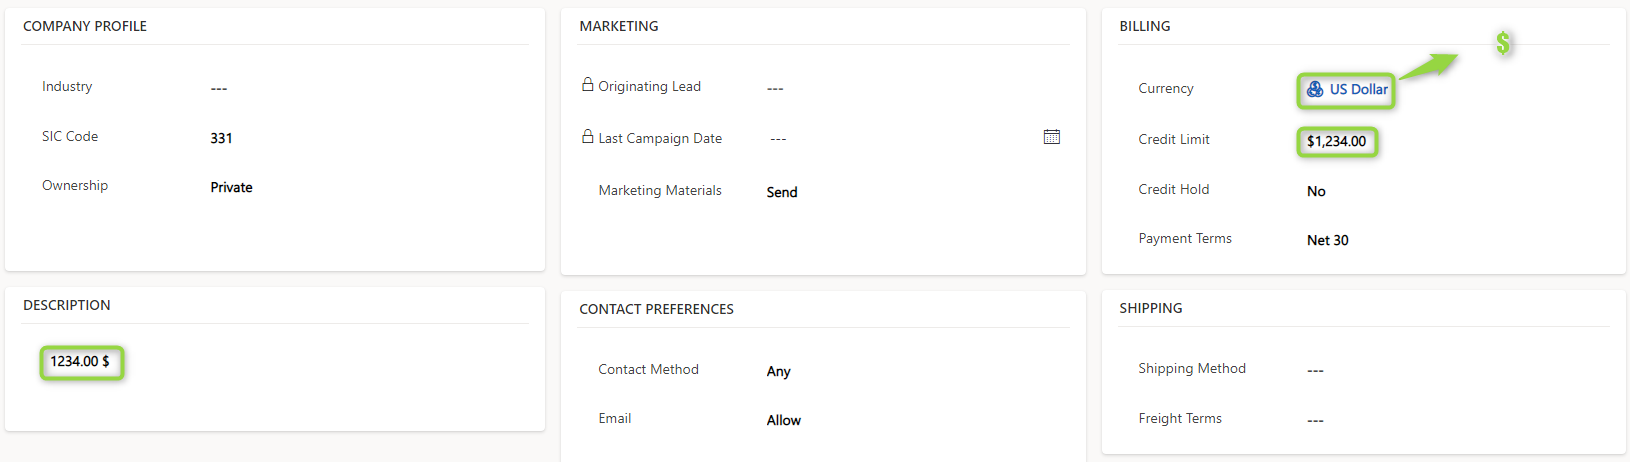 COMPANY PROFILE
Industry ---
SIC Code 331
Ownership Private
DESCRIPTION
1234.00 $
MARKETING
Originating Lead ---
Last Campaign Date ---
Marketing Materials Send
CONTACT PREFERENCES
Contact Method Any
Email Allow
BILLING
$
Currency US Dollar
Credit Limit $1,234.00
Credit Hold No
Payment Terms Net 30
SHIPPING
Shipping Method ---
Freight Terms ---